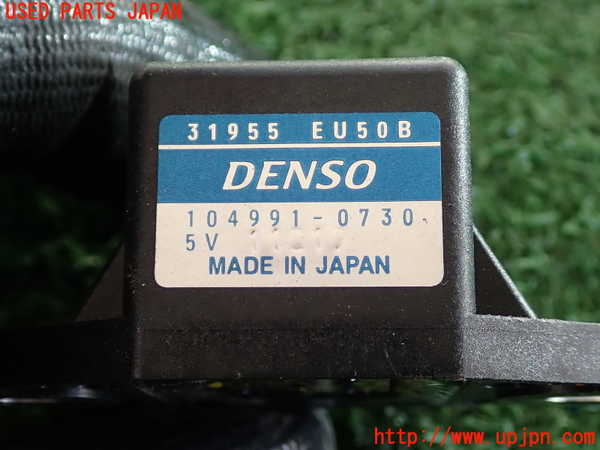 USED PARTS JAPAN
31955 EU50B
DENSO
104991-0730
5V
MADE IN JAPAN
http://www.upjpn.com/